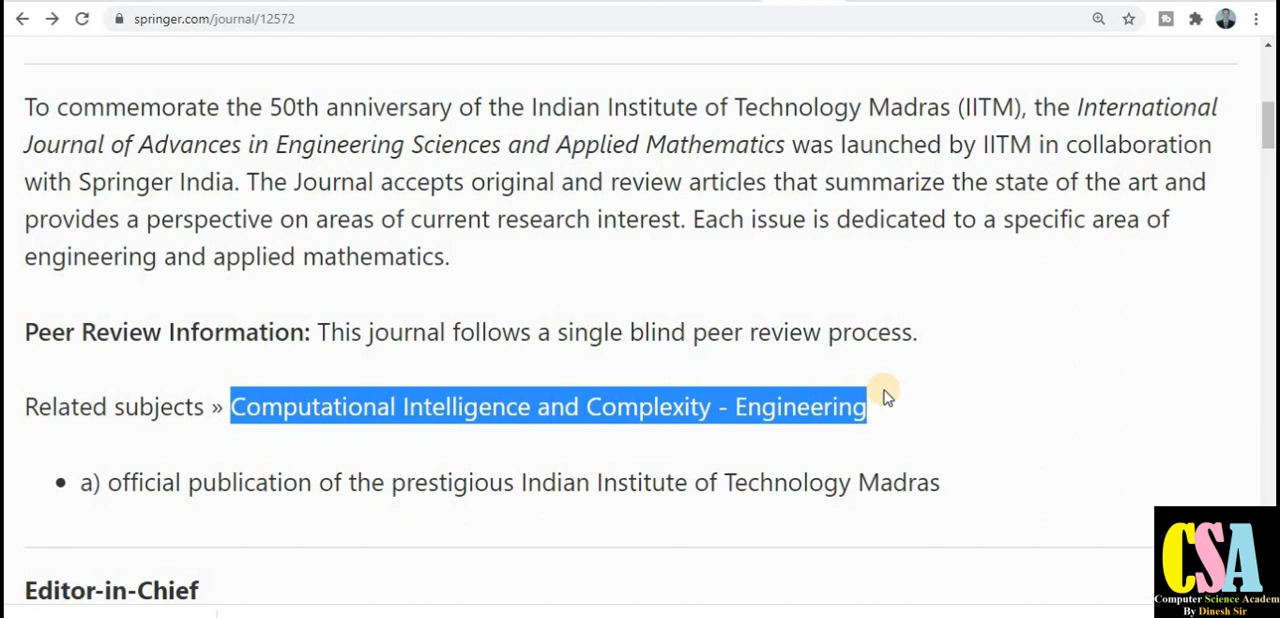 springer.com/journal/12572
To commemorate the 50th anniversary of the Indian Institute of Technology Madras (IITM), the International
Journal of Advances in Engineering Sciences and Applied Mathematics was launched by IITM in collaboration
with Springer India. The Journal accepts original and review articles that summarize the state of the art and
provides a perspective on areas of current research interest. Each issue is dedicated to a specific area of
engineering and applied mathematics.
Peer Review Information: This journal follows a single blind peer review process.
Related subjects » Computational Intelligence and Complexity - Engineering
• a) official publication of the prestigious Indian Institute of Technology Madras
Editor-in-Chief
CSA
Computer Science Academ
By Dinesh Sir